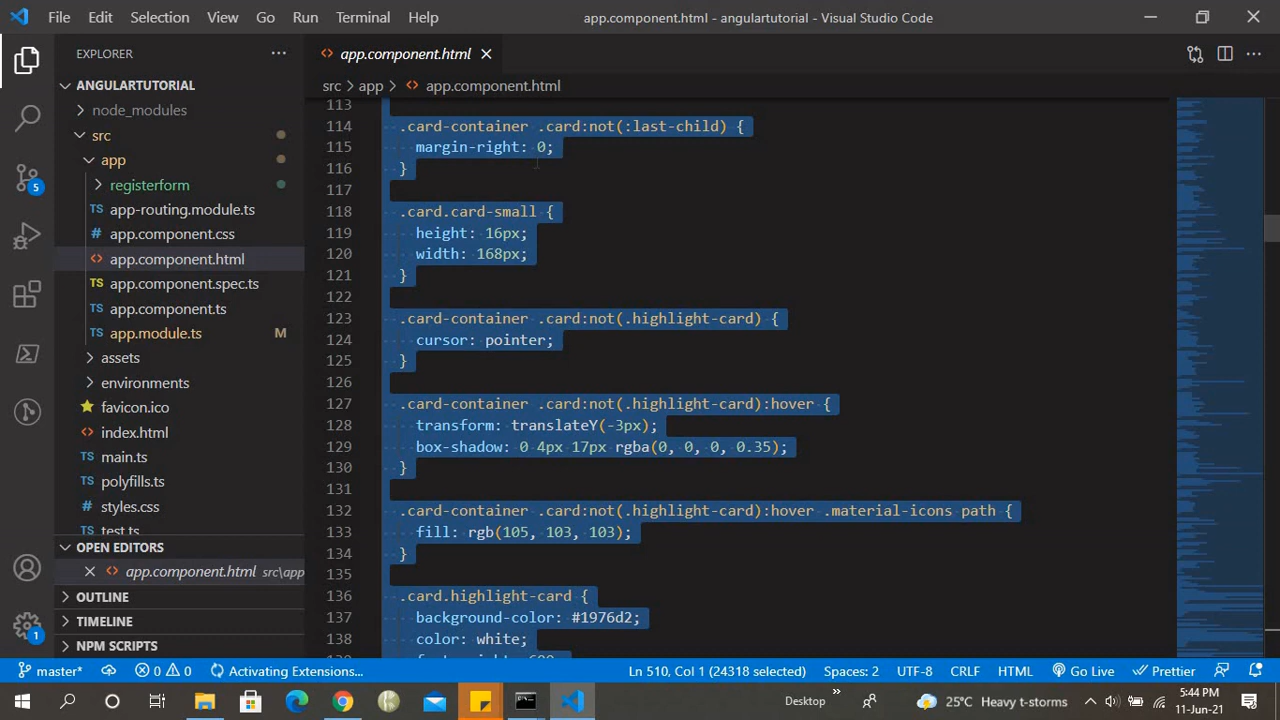 File Edit Selection View Go Run Terminal Help app.component.html - angulartutorial - Visual Studio Code
EXPLORER
app.component.html
ANGULARTUTORIAL
src app app.component.html
node_modules
src
app
registerform
app-routing.module.ts
app.component.css
app.component.html
app.component.spec.ts
app.component.ts
app.module.ts M
assets
environments
favicon.ico
index.html
main.ts
polyfills.ts
styles.css
test.ts
OPEN EDITORS
app.component.html src\app
OUTLINE
TIMELINE
NPM SCRIPTS
5
1
113
114 .card-container .card:not(:last-child) {
115 margin-right: 0;
116 }
117
118 .card.card-small {
119 height: 16px;
120 width: 168px;
121 }
122
123 .card-container .card:not(.highlight-card) {
124 cursor: pointer;
125 }
126
127 .card-container .card:not(.highlight-card):hover {
128 transform: translateY(-3px);
129 box-shadow: 0 4px 17px rgba(0, 0, 0, 0.35);
130 }
131
132 .card-container .card:not(.highlight-card):hover .material-icons path {
133 fill: rgb(105, 103, 103);
134 }
135
136 .card.highlight-card {
137 background-color: #1976d2;
138 color: white;
master* 0 0 Activating Extensions... Ln 510, Col 1 (24318 selected) Spaces: 2 UTF-8 CRLF HTML Go Live Prettier
Desktop 25°C Heavy t-storms
5:44 PM
11-Jun-21